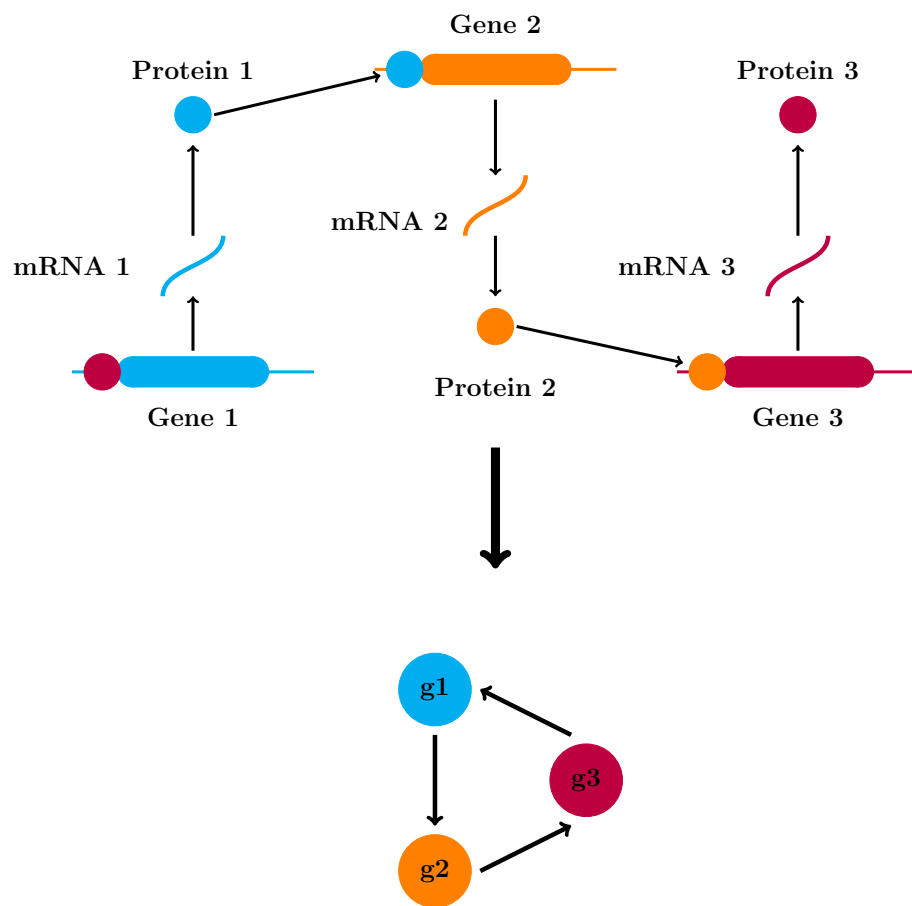 Gene 2
Protein 1
Protein 3
mRNA 2
mRNA 1
mRNA 3
Protein 2
Gene 1
Gene 3
g1
g3
g2